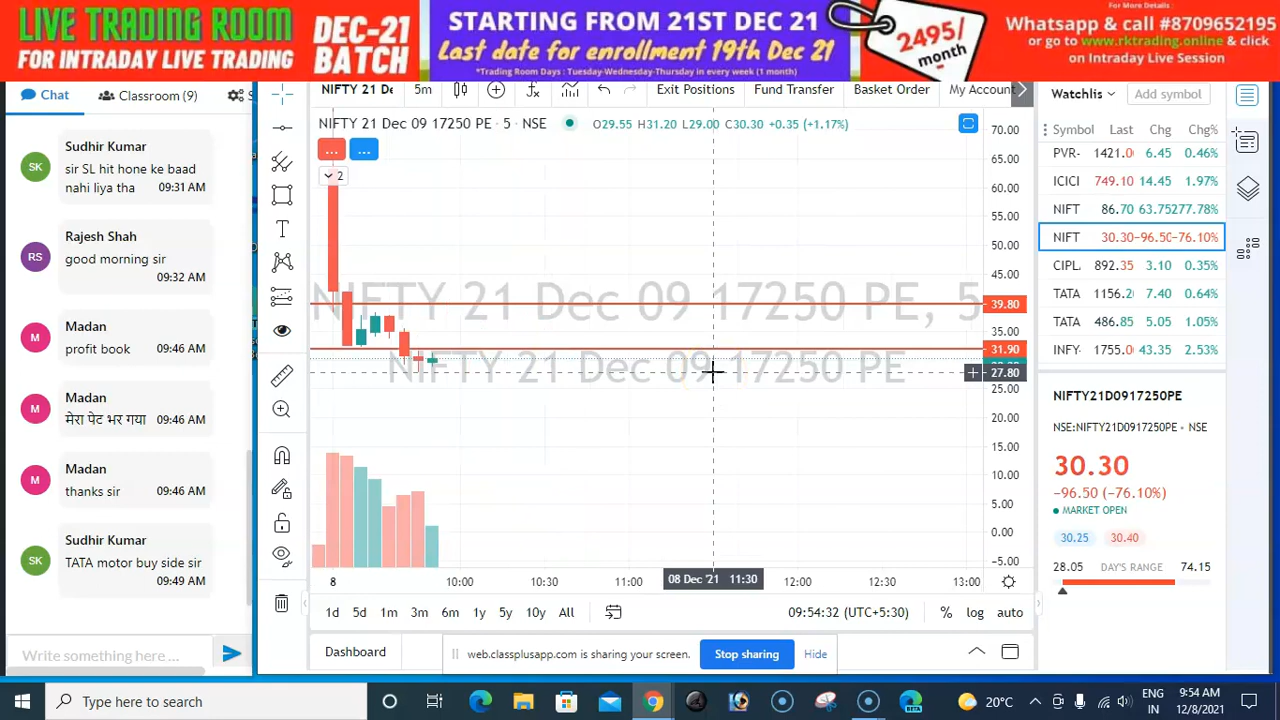 LIVE TRADING ROOM
FOR INTRADAY LIVE TRADING
DEC-21
BATCH
STARTING FROM 21ST DEC 21
Last date for enrollment 19th Dec 21
*Trading Room Days : Tuesday-Wednesday-Thursday in every week (1 month)
2495/
month
For More Details :
Whatsapp & call #8709652195
or go to www.rktrading.online & click
on Intraday Live Session
Chat
Classroom (9)
S
SK
Sudhir Kumar
sir SL hit hone ke baad
nahi liya tha
09:31 AM
RS
Rajesh Shah
good morning sir
09:32 AM
M
Madan
profit book
09:46 AM
M
Madan
मेरा पेट भर गया
09:46 AM
M
Madan
thanks sir
09:46 AM
SK
Sudhir Kumar
TATA motor buy side sir
09:49 AM
Write something here ...
NIFTY 21 De
5m
Exit Positions
Fund Transfer
Basket Order
My Account
NIFTY 21 Dec 09 17250 PE · 5 · NSE
O29.55 H31.20 L29.00 C30.30 +0.35 (+1.17%)
...
...
2
NIFTY 21 Dec 09 17250 PE, 5
NIFTY 21 Dec 09 17250 PE
70.00
65.00
60.00
55.00
50.00
45.00
39.80
35.00
31.90
27.80
25.00
20.00
15.00
10.00
5.00
0.00
-5.00
8
10:00
10:30
11:00
08 Dec '21 11:30
12:00
12:30
13:00
1d 5d 1m 3m 6m 1y 5y 10y All
09:54:32 (UTC+5:30)
% log auto
Dashboard
web.classplusapp.com is sharing your screen.
Stop sharing
Hide
Watchlis
Add symbol
Symbol Last Chg Chg%
PVR- 1421.0 6.45 0.46%
ICICI 749.10 14.45 1.97%
NIFT 86.70 63.75 277.78%
NIFT 30.30 −96.50 −76.10%
CIPL 892.35 3.10 0.35%
TATA 1156.2 7.40 0.64%
TATA 486.85 5.05 1.05%
INFY 1755.0 43.35 2.53%
NIFTY21D0917250PE
NSE:NIFTY21D0917250PE • NSE
30.30
−96.50 (−76.10%)
MARKET OPEN
30.25
30.40
28.05 DAY'S RANGE 74.15
Type here to search
BETA
20°C
ENG
IN
9:54 AM
12/8/2021